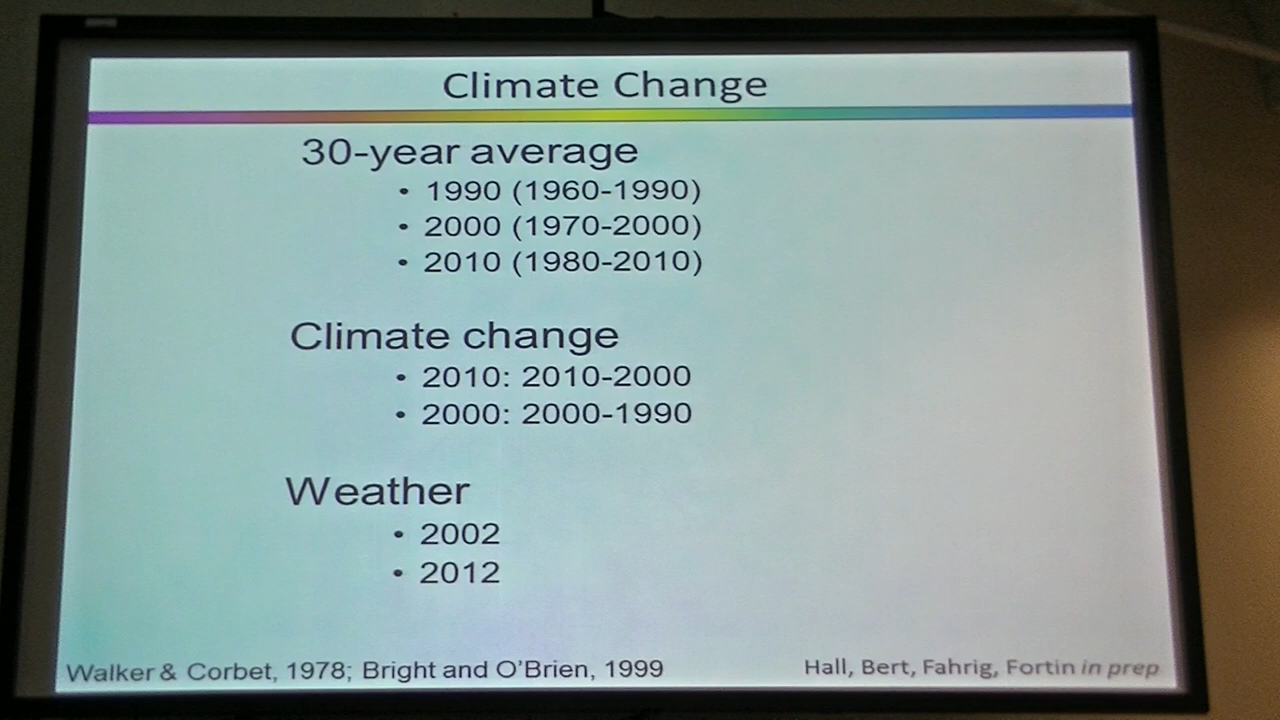 Climate Change
30-year average
• 1990 (1960-1990)
• 2000 (1970-2000)
• 2010 (1980-2010)
Climate change
• 2010: 2010-2000
• 2000: 2000-1990
Weather
• 2002
• 2012
Walker & Corbet, 1978; Bright and O'Brien, 1999
Hall, Bert, Fahrig, Fortin in prep